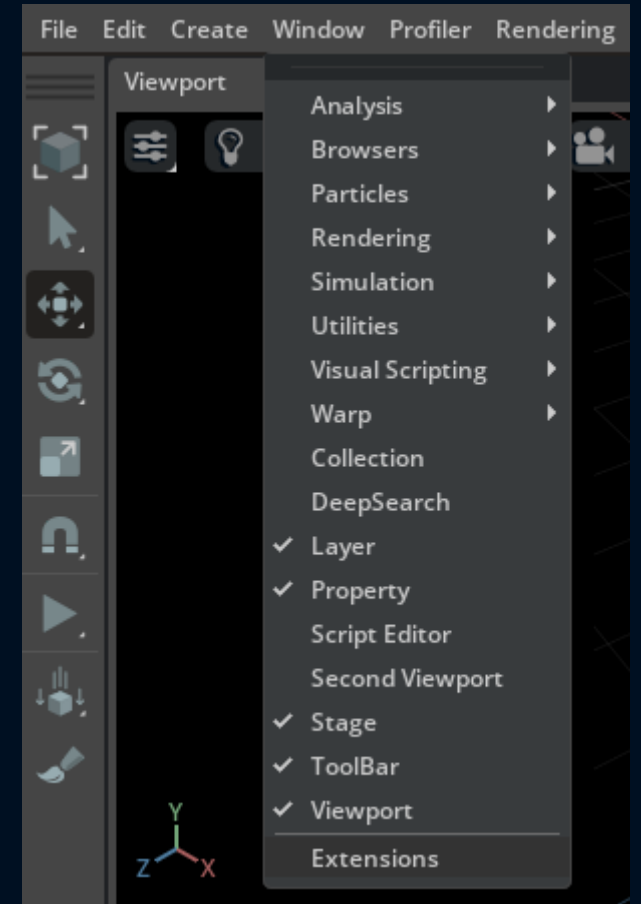 File Edit Create Window Profiler Rendering
Viewport
Analysis
Browsers
Particles
Rendering
Simulation
Utilities
Visual Scripting
Warp
Collection
DeepSearch
Layer
Property
Script Editor
Second Viewport
Stage
ToolBar
Viewport
Extensions
Y
Z X